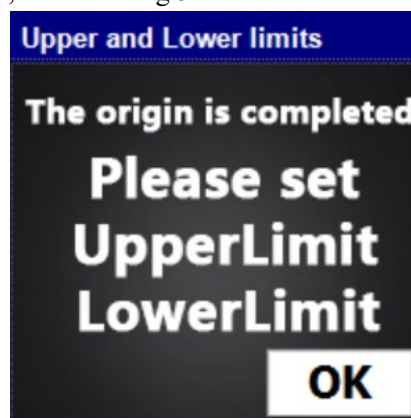 Upper and Lower limits
The origin is completed
Please set
UpperLimit
LowerLimit
OK